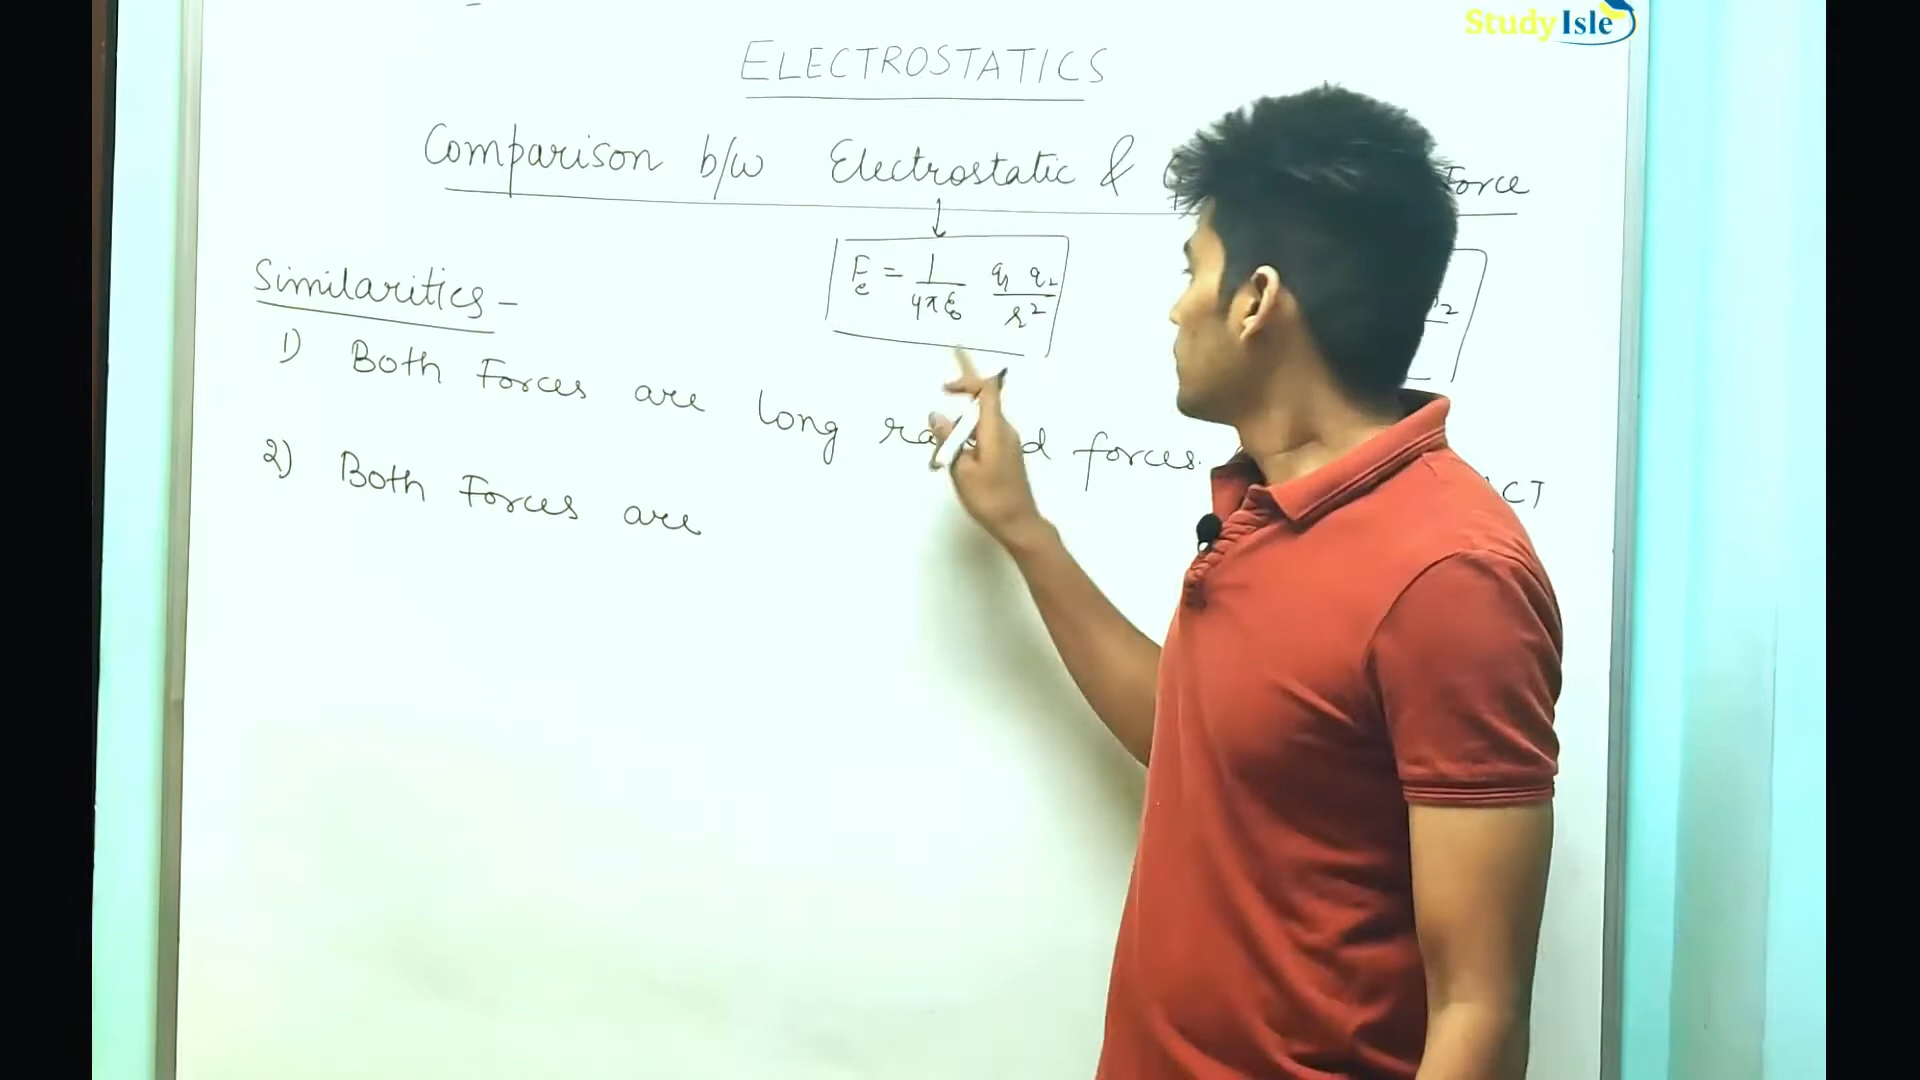 Study Isle
ELECTROSTATICS
Comparison b/w Electrostatic & Force
Fe = 1/4πε₀ q₁ q₂/r²
Similarities -
1) Both Forces are long forces.
2) Both Forces are